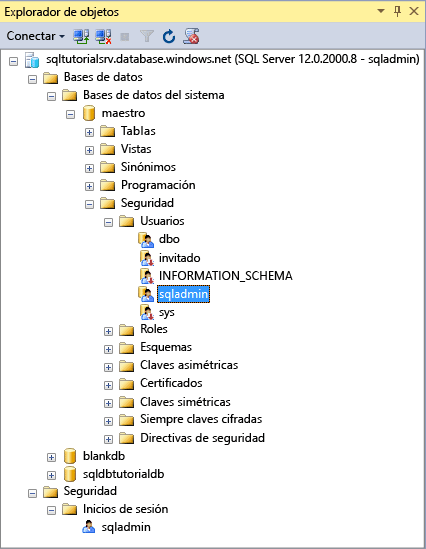 Explorador de objetos
Conectar
sqltutorialsrv.database.windows.net (SQL Server 12.0.2000.8 - sqladmin)
Bases de datos
Bases de datos del sistema
maestro
Tablas
Vistas
Sinónimos
Programación
Seguridad
Usuarios
dbo
invitado
INFORMATION_SCHEMA
sqladmin
sys
Roles
Esquemas
Claves asimétricas
Certificados
Claves simétricas
Siempre claves cifradas
Directivas de seguridad
blankdb
sqldbtutorialdb
Seguridad
Inicios de sesión
sqladmin